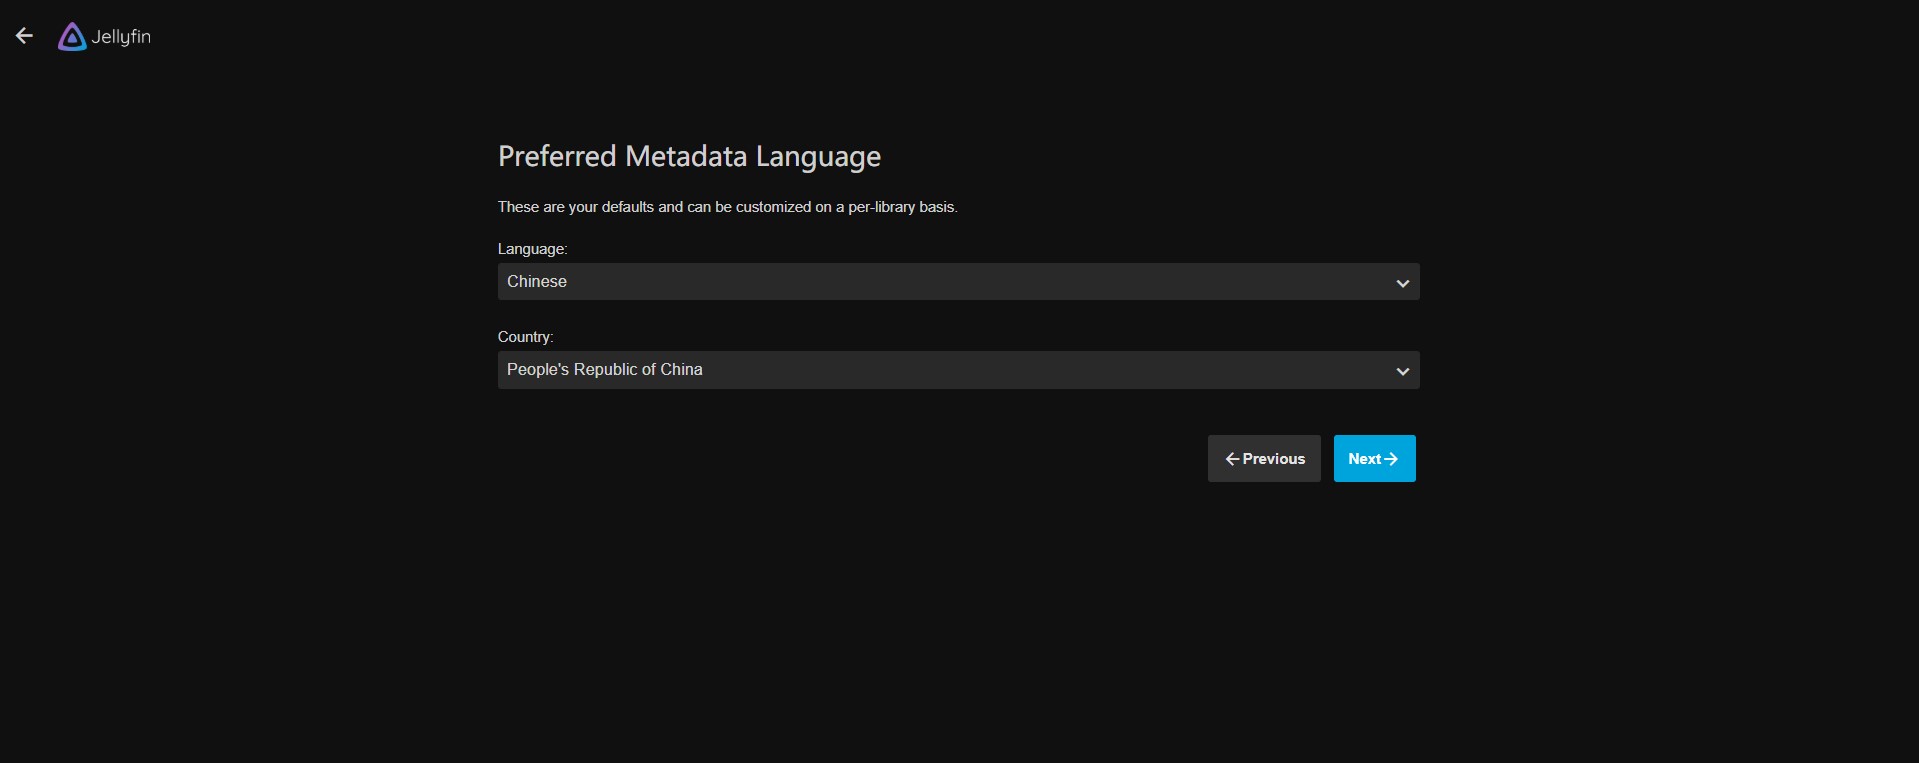 Jellyfin
Preferred Metadata Language
These are your defaults and can be customized on a per-library basis.
Language:
Chinese
Country:
People's Republic of China
Previous
Next